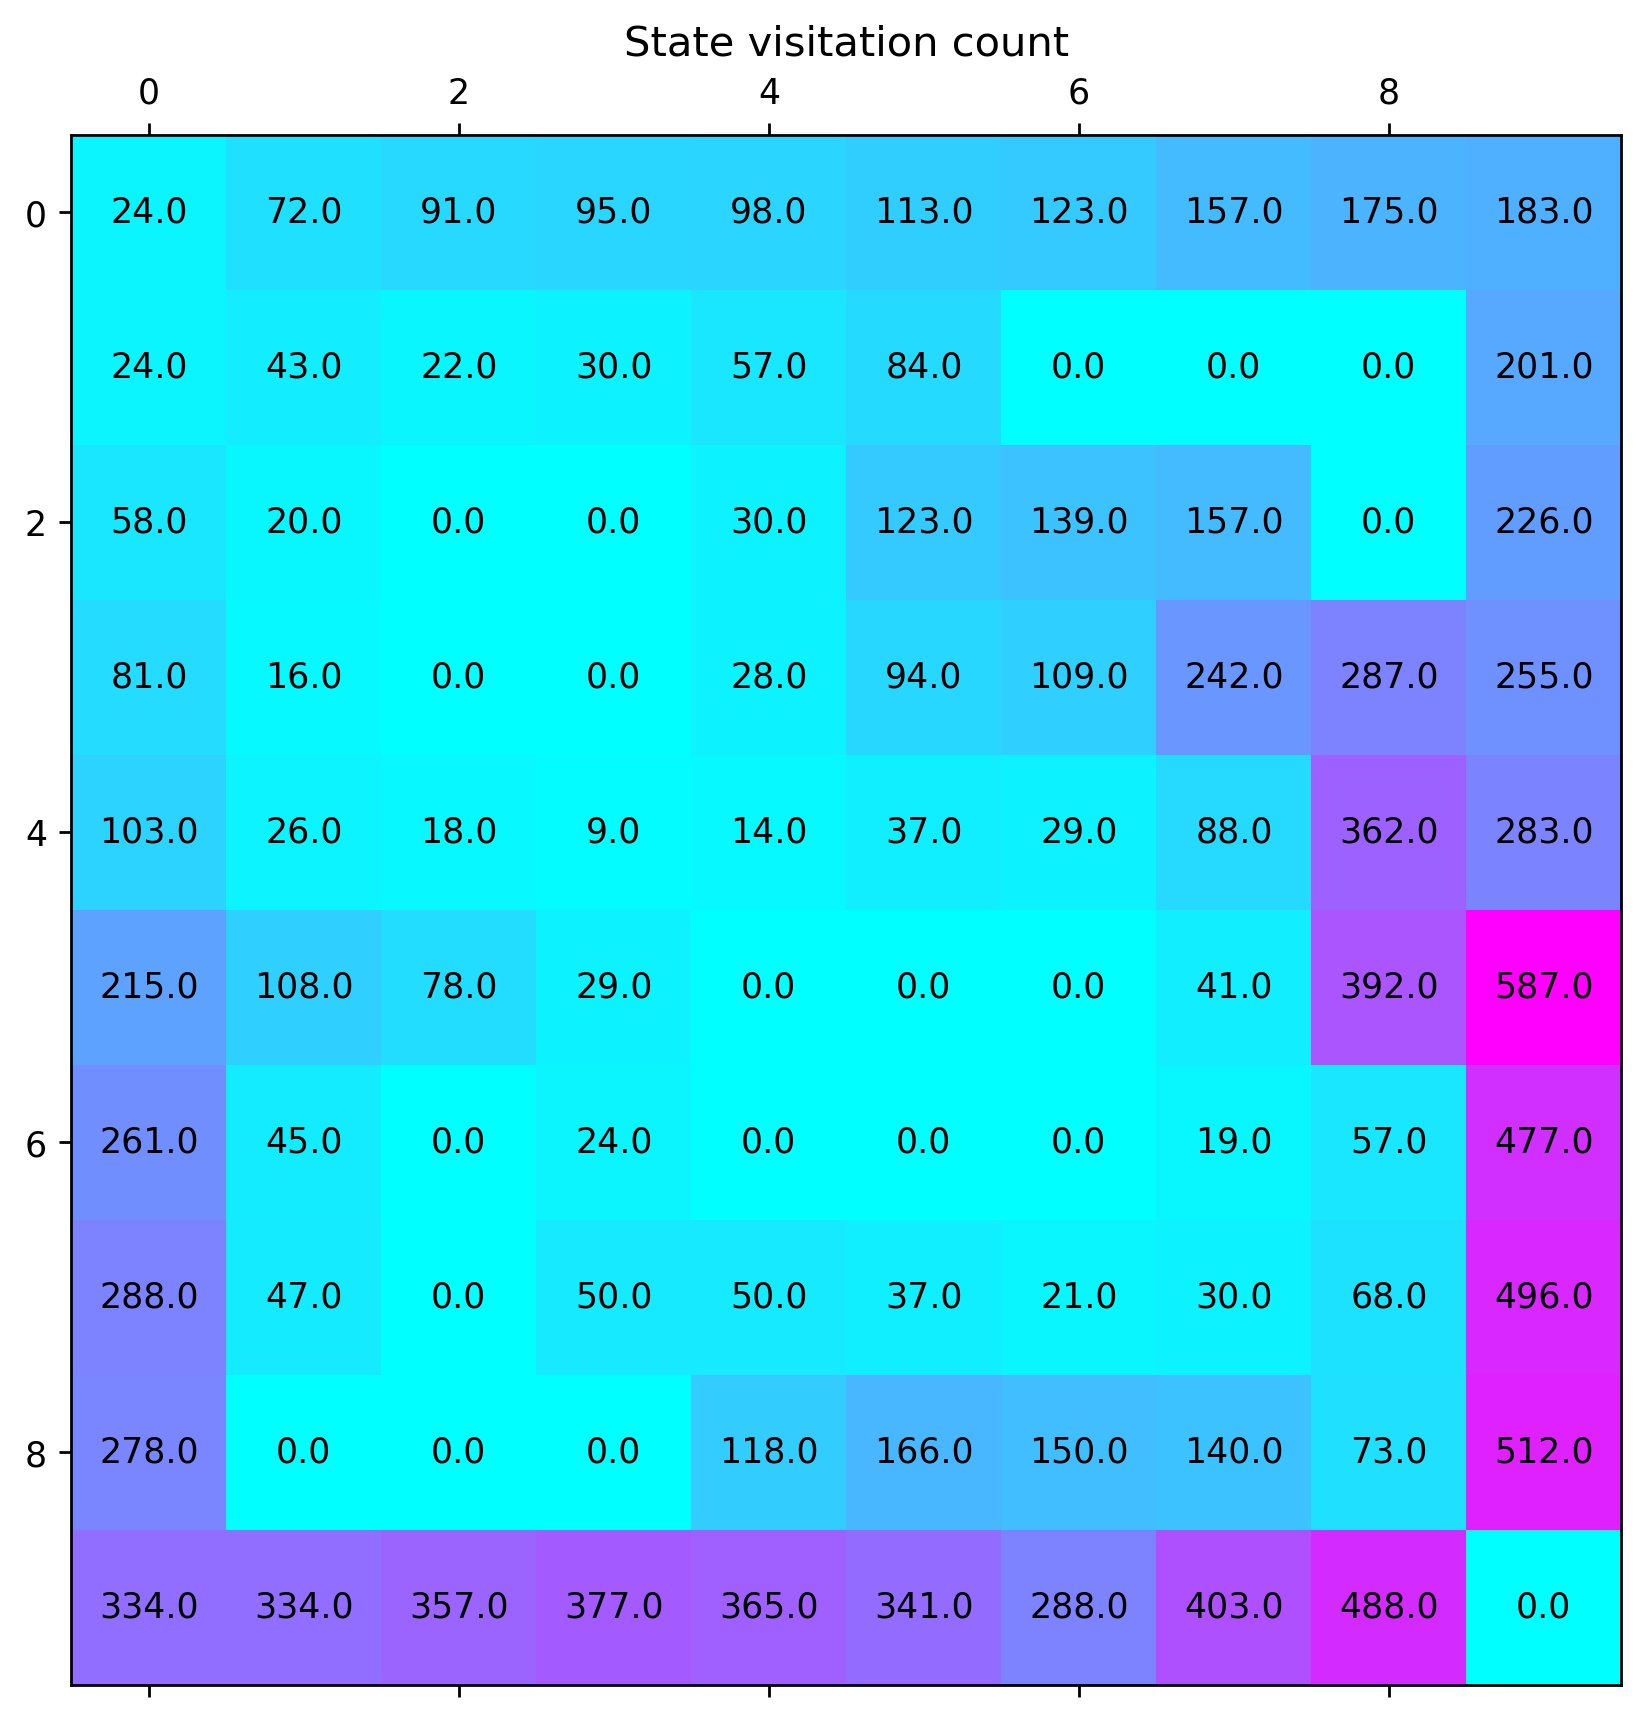 State visitation count
0 2 4 6 8
0 24.0 72.0 91.0 95.0 98.0 113.0 123.0 157.0 175.0 183.0
24.0 43.0 22.0 30.0 57.0 84.0 0.0 0.0 0.0 201.0
2 58.0 20.0 0.0 0.0 30.0 123.0 139.0 157.0 0.0 226.0
81.0 16.0 0.0 0.0 28.0 94.0 109.0 242.0 287.0 255.0
4 103.0 26.0 18.0 9.0 14.0 37.0 29.0 88.0 362.0 283.0
215.0 108.0 78.0 29.0 0.0 0.0 0.0 41.0 392.0 587.0
6 261.0 45.0 0.0 24.0 0.0 0.0 0.0 19.0 57.0 477.0
288.0 47.0 0.0 50.0 50.0 37.0 21.0 30.0 68.0 496.0
8 278.0 0.0 0.0 0.0 118.0 166.0 150.0 140.0 73.0 512.0
334.0 334.0 357.0 377.0 365.0 341.0 288.0 403.0 488.0 0.0